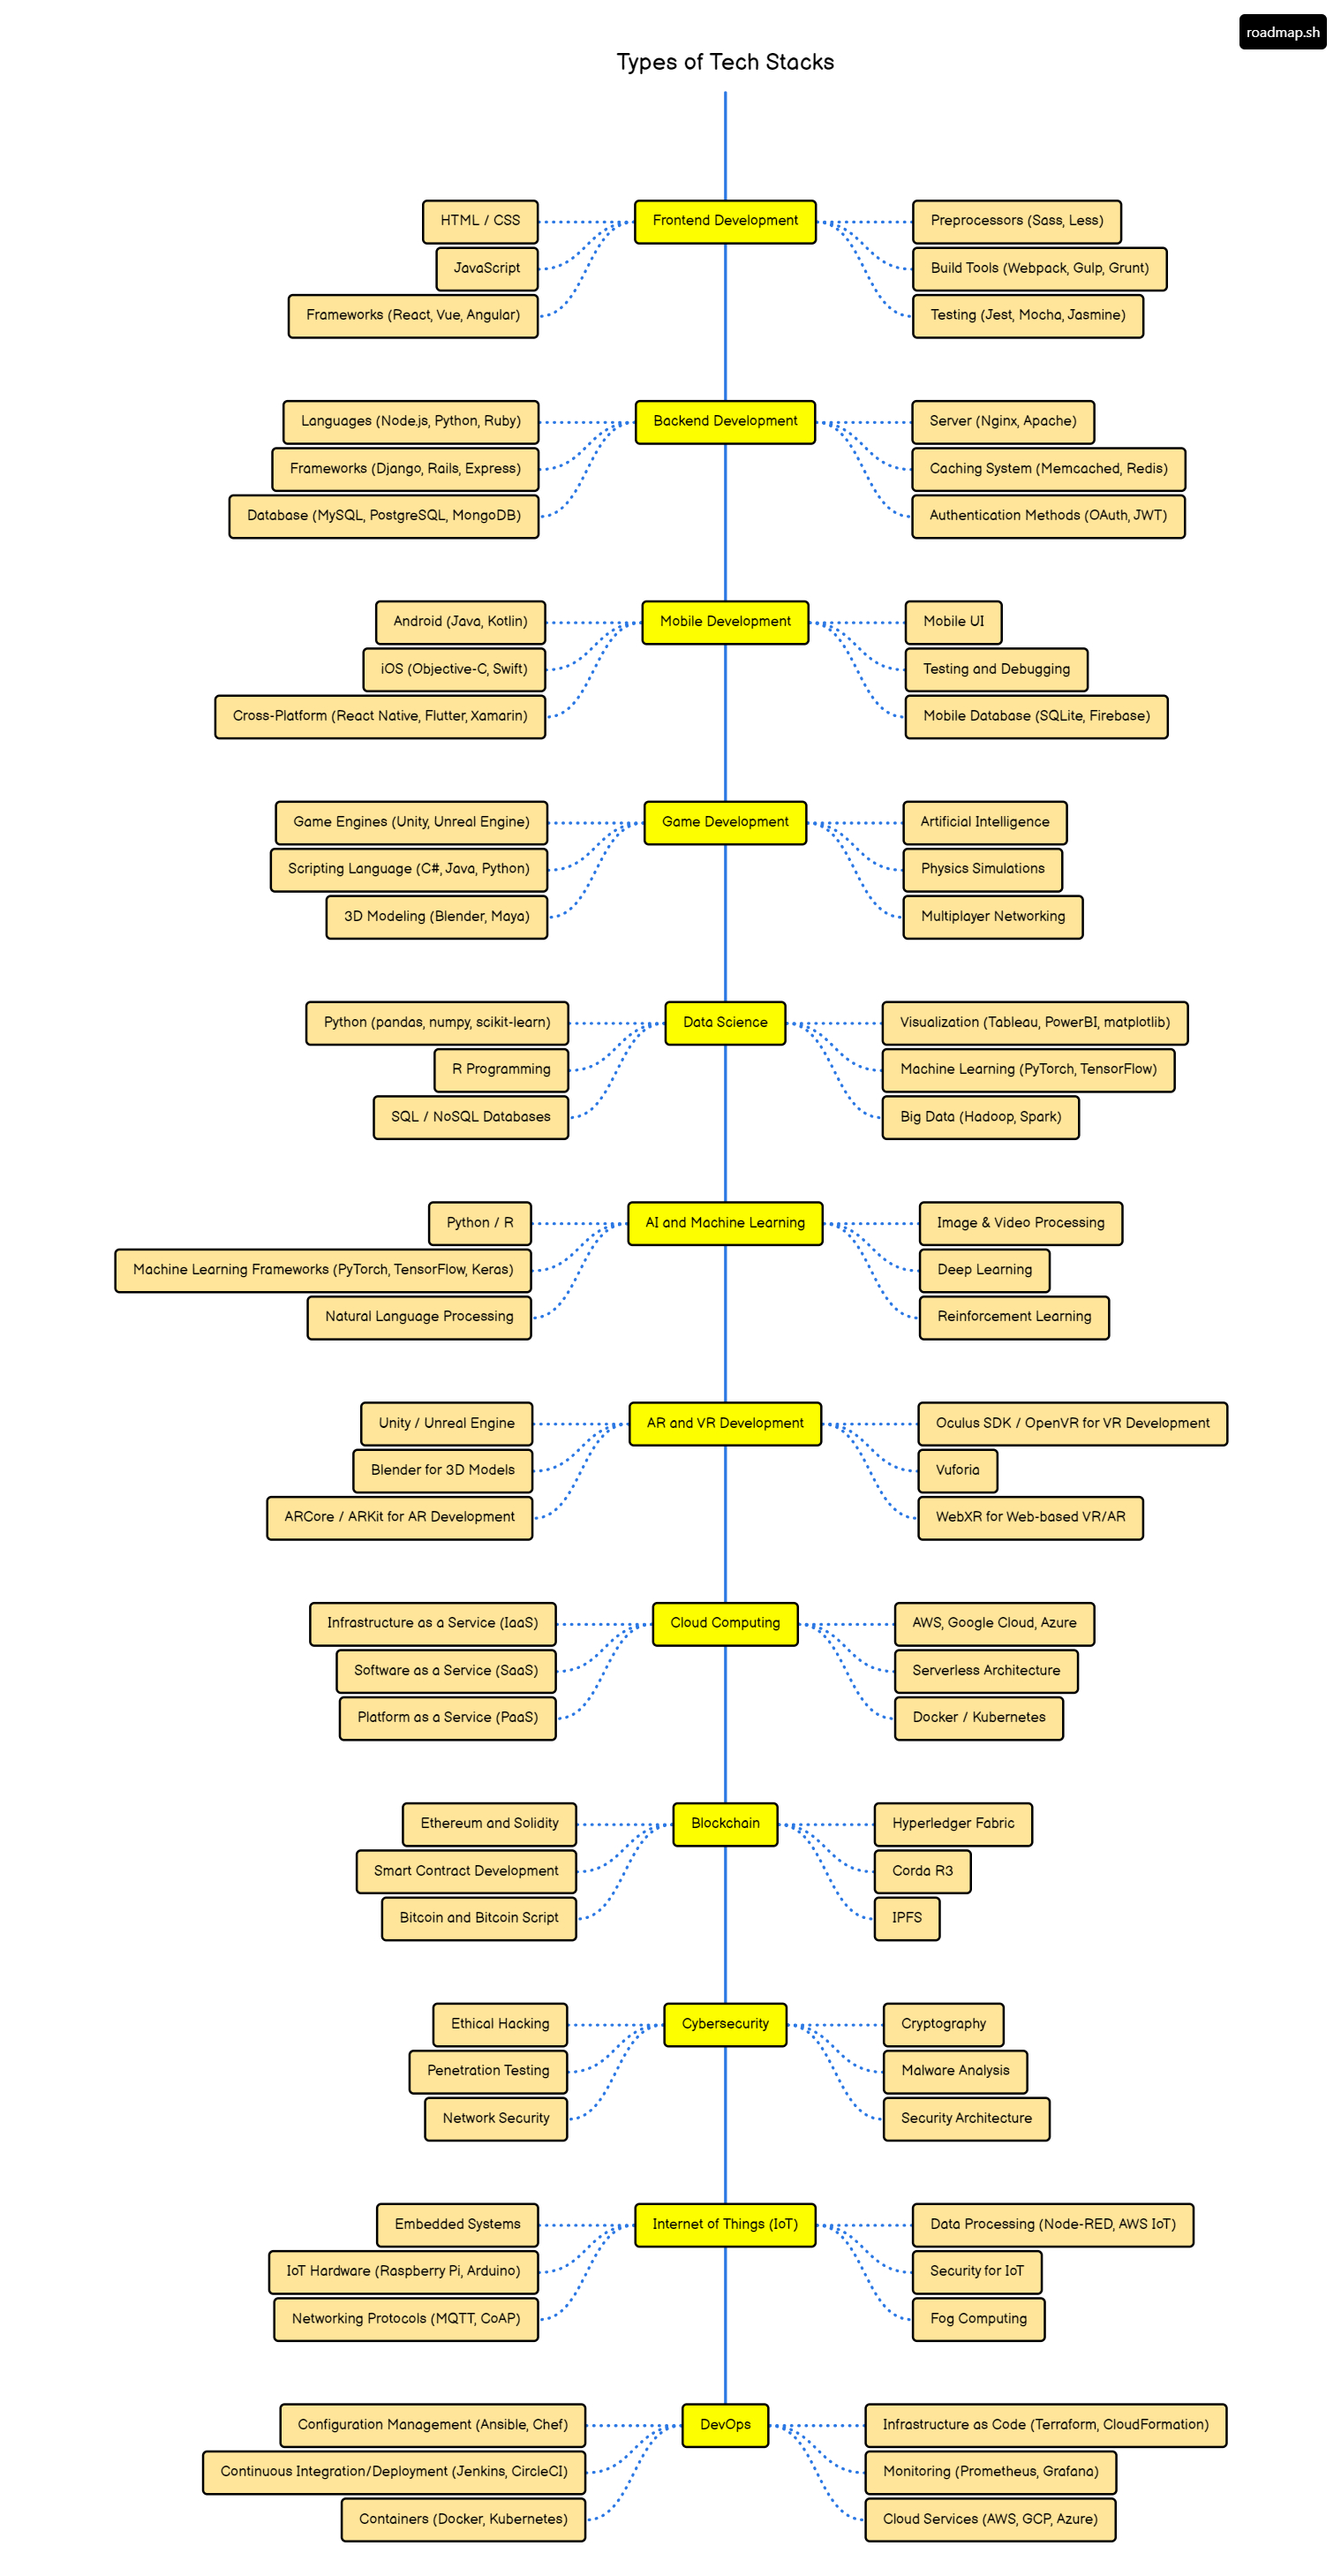 roadmap.sh
Types of Tech Stacks
Frontend Development
HTML / CSS
JavaScript
Frameworks (React, Vue, Angular)
Preprocessors (Sass, Less)
Build Tools (Webpack, Gulp, Grunt)
Testing (Jest, Mocha, Jasmine)
Backend Development
Languages (Node.js, Python, Ruby)
Frameworks (Django, Rails, Express)
Database (MySQL, PostgreSQL, MongoDB)
Server (Nginx, Apache)
Caching System (Memcached, Redis)
Authentication Methods (OAuth, JWT)
Mobile Development
Android (Java, Kotlin)
iOS (Objective-C, Swift)
Cross-Platform (React Native, Flutter, Xamarin)
Mobile UI
Testing and Debugging
Mobile Database (SQLite, Firebase)
Game Development
Game Engines (Unity, Unreal Engine)
Scripting Language (C#, Java, Python)
3D Modeling (Blender, Maya)
Artificial Intelligence
Physics Simulations
Multiplayer Networking
Data Science
Python (pandas, numpy, scikit-learn)
R Programming
SQL / NoSQL Databases
Visualization (Tableau, PowerBI, matplotlib)
Machine Learning (PyTorch, TensorFlow)
Big Data (Hadoop, Spark)
AI and Machine Learning
Python / R
Machine Learning Frameworks (PyTorch, TensorFlow, Keras)
Natural Language Processing
Image & Video Processing
Deep Learning
Reinforcement Learning
AR and VR Development
Unity / Unreal Engine
Blender for 3D Models
ARCore / ARKit for AR Development
Oculus SDK / OpenVR for VR Development
Vuforia
WebXR for Web-based VR/AR
Cloud Computing
Infrastructure as a Service (IaaS)
Software as a Service (SaaS)
Platform as a Service (PaaS)
AWS, Google Cloud, Azure
Serverless Architecture
Docker / Kubernetes
Blockchain
Ethereum and Solidity
Smart Contract Development
Bitcoin and Bitcoin Script
Hyperledger Fabric
Corda R3
IPFS
Cybersecurity
Ethical Hacking
Penetration Testing
Network Security
Cryptography
Malware Analysis
Security Architecture
Internet of Things (IoT)
Embedded Systems
IoT Hardware (Raspberry Pi, Arduino)
Networking Protocols (MQTT, CoAP)
Data Processing (Node-RED, AWS IoT)
Security for IoT
Fog Computing
DevOps
Configuration Management (Ansible, Chef)
Continuous Integration/Deployment (Jenkins, CircleCI)
Containers (Docker, Kubernetes)
Infrastructure as Code (Terraform, CloudFormation)
Monitoring (Prometheus, Grafana)
Cloud Services (AWS, GCP, Azure)